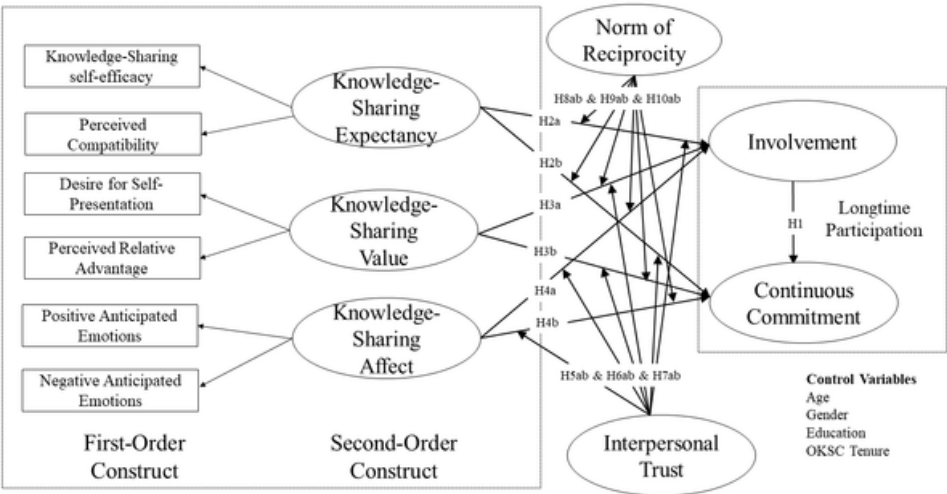 Knowledge-Sharing
self-efficacy
Perceived
Compatibility
Desire for Self-
Presentation
Perceived Relative
Advantage
Positive Anticipated
Emotions
Negative Anticipated
Emotions
First-Order
Construct
Knowledge-
Sharing
Expectancy
Knowledge-
Sharing
Value
Knowledge-
Sharing
Affect
Second-Order
Construct
H2a
H2b
H3a
H3b
H4a
H4b
Norm of
Reciprocity
H8ab & H9ab & H10ab
H5ab & H6ab & H7ab
Interpersonal
Trust
Involvement
H1
Longtime
Participation
Continuous
Commitment
Control Variables
Age
Gender
Education
OKSC Tenure